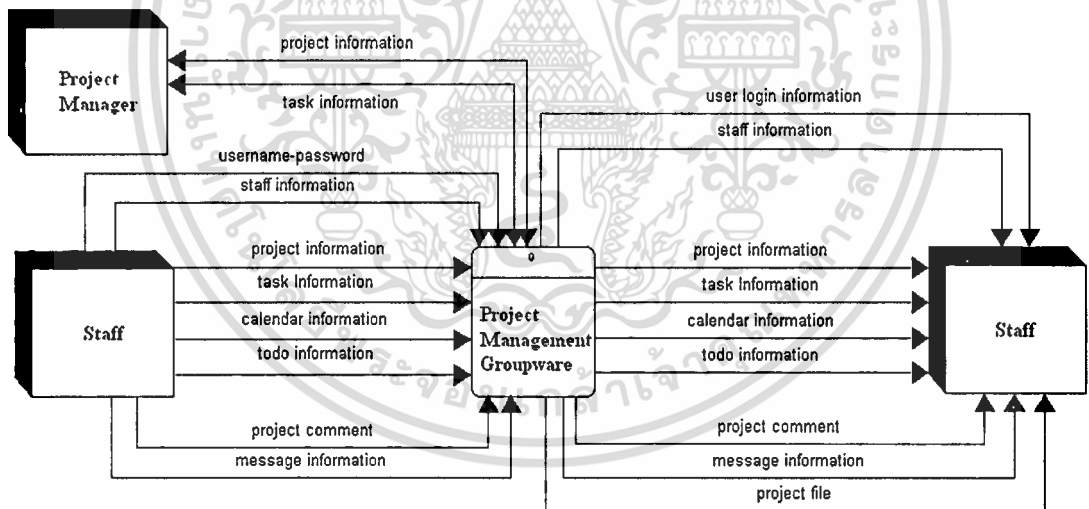 project information
Project
Manager
task information
user login information
staff information
username-password
staff information
project information
task Information
calendar information
todo information
Staff
0
Project
Management
Groupware
project information
task Information
calendar information
todo information
Staff
project comment
message information
project comment
message information
project file